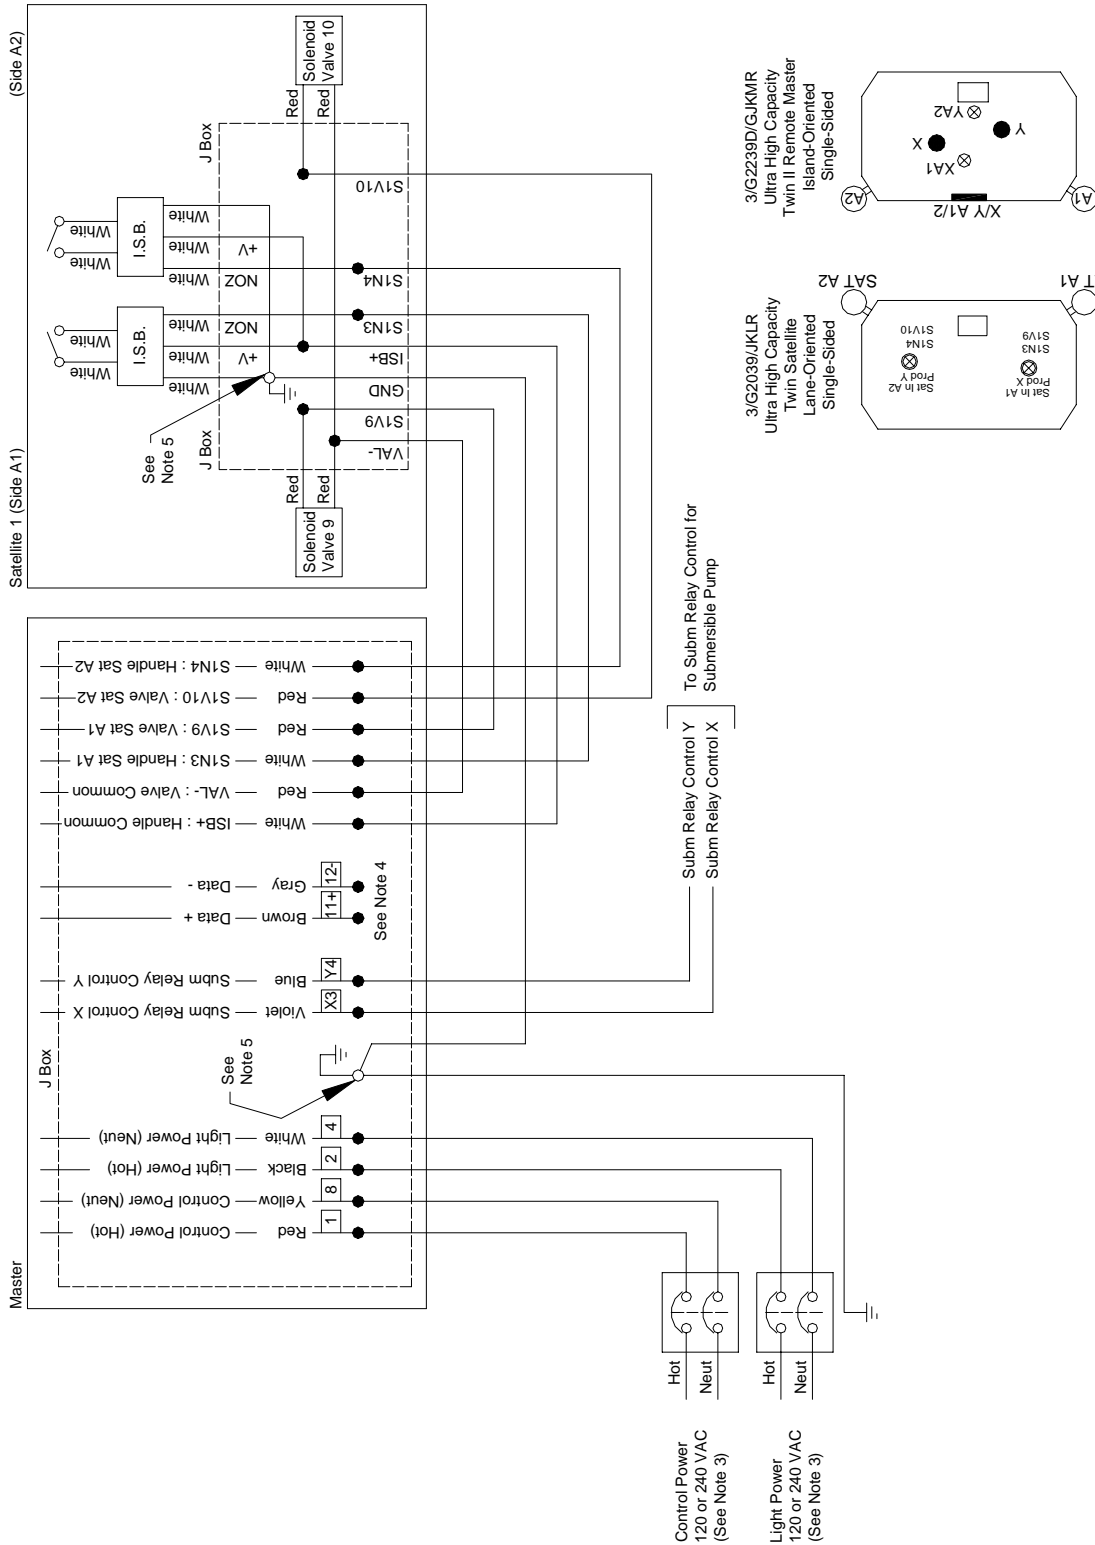 Satellite 1 (Side A1)
(Side A2)
Solenoid
Valve 10
Red
Red
J Box
S1V10
White
White
I.S.B.
White
White
+V
White
NOZ
S1N4
White
White
I.S.B.
White
NOZ
S1N3
White
+V
ISB+
White
GND
See
Note 5
J Box
S1V9
VAL-
Red
Red
Solenoid
Valve 9
Master
J Box
S1N4 : Handle Sat A2
White
S1V10 : Valve Sat A2
Red
S1V9 : Valve Sat A1
Red
S1N3 : Handle Sat A1
White
VAL- : Valve Common
Red
ISB+ : Handle Common
White
Data -
Gray
12-
Data +
Brown
11+
See Note 4
Subm Relay Control Y
Blue
Y4
Subm Relay Control X
Violet
X3
See
Note 5
Light Power (Neut)
White
4
Light Power (Hot)
Black
2
Control Power (Neut)
Yellow
8
Control Power (Hot)
Red
1
Subm Relay Control Y
Subm Relay Control X
To Subm Relay Control for
Submersible Pump
Hot
Neut
Control Power
120 or 240 VAC
(See Note 3)
Hot
Neut
Light Power
120 or 240 VAC
(See Note 3)
3/G2239D/GJKMR
Ultra High Capacity
Twin II Remote Master
Island-Oriented
Single-Sided
A2
A1
YA2
Y
X
XA1
X/Y A1/2
3/G2039/JKLR
Ultra High Capacity
Twin Satellite
Lane-Oriented
Single-Sided
SAT A2
T A1
S1V10
S1N4
Sat In A2
Prod Y
S1V9
S1N3
Sat In A1
Prod X